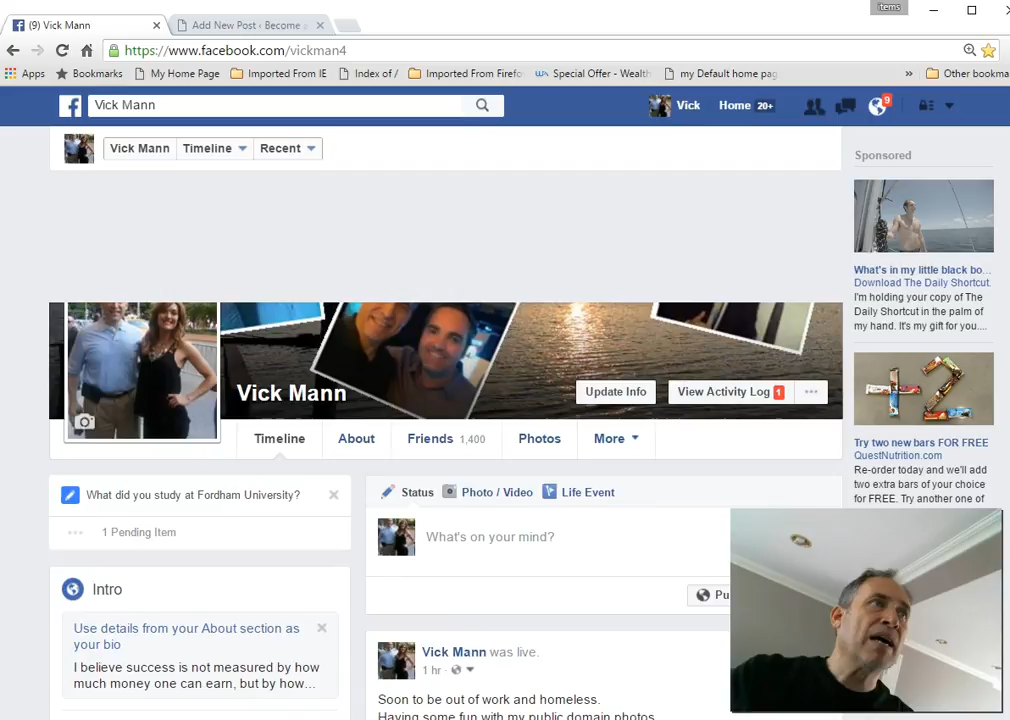 items
(9) Vick Mann
Add New Post ‹ Become a
https://www.facebook.com/vickman4
Apps Bookmarks My Home Page Imported From IE Index of / Imported From Firefo Special Offer - Wealth my Default home pag » Other bookma
Vick Mann
Vick Home 20+ 9
Vick Mann Timeline Recent
Sponsored
What's in my little black bo...
Download The Daily Shortcut.
I'm holding your copy of The
Daily Shortcut in the palm of
my hand. It's my gift for you....
Vick Mann
Update Info View Activity Log 1 ...
Timeline About Friends 1,400 Photos More
Try two new bars FOR FREE
QuestNutrition.com
Re-order today and we'll add
two extra bars of your choice
for FREE. Try another one of
What did you study at Fordham University?
... 1 Pending Item
Intro
Use details from your About section as
your bio
I believe success is not measured by how
much money one can earn, but by how...
Status Photo / Video Life Event
What's on your mind?
Pu
Vick Mann was live.
1 hr ·
Soon to be out of work and homeless.
Having some fun with my public domain photos